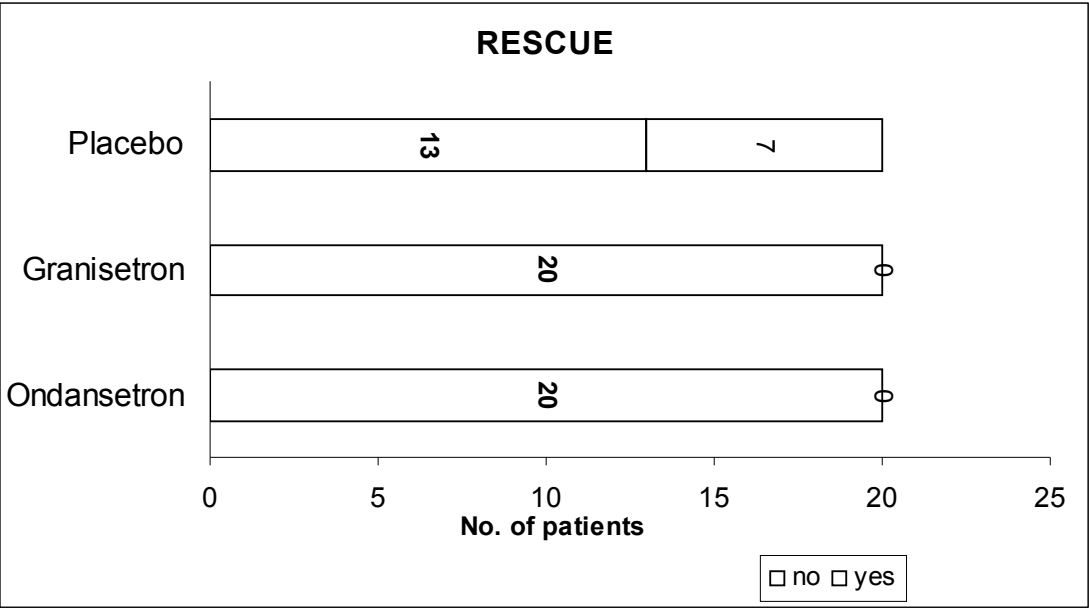 RESCUE
Placebo
13 7
Granisetron
20 0
Ondansetron
20 0
0 5 10 15 20 25
No. of patients
no yes